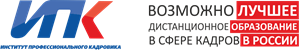 ИПК
ИНСТИТУТ ПРОФЕССИОНАЛЬНОГО КАДРОВИКА
ВОЗМОЖНО ЛУЧШЕЕ
ДИСТАНЦИОННОЕ ОБРАЗОВАНИЕ
В СФЕРЕ КАДРОВ В РОССИИ